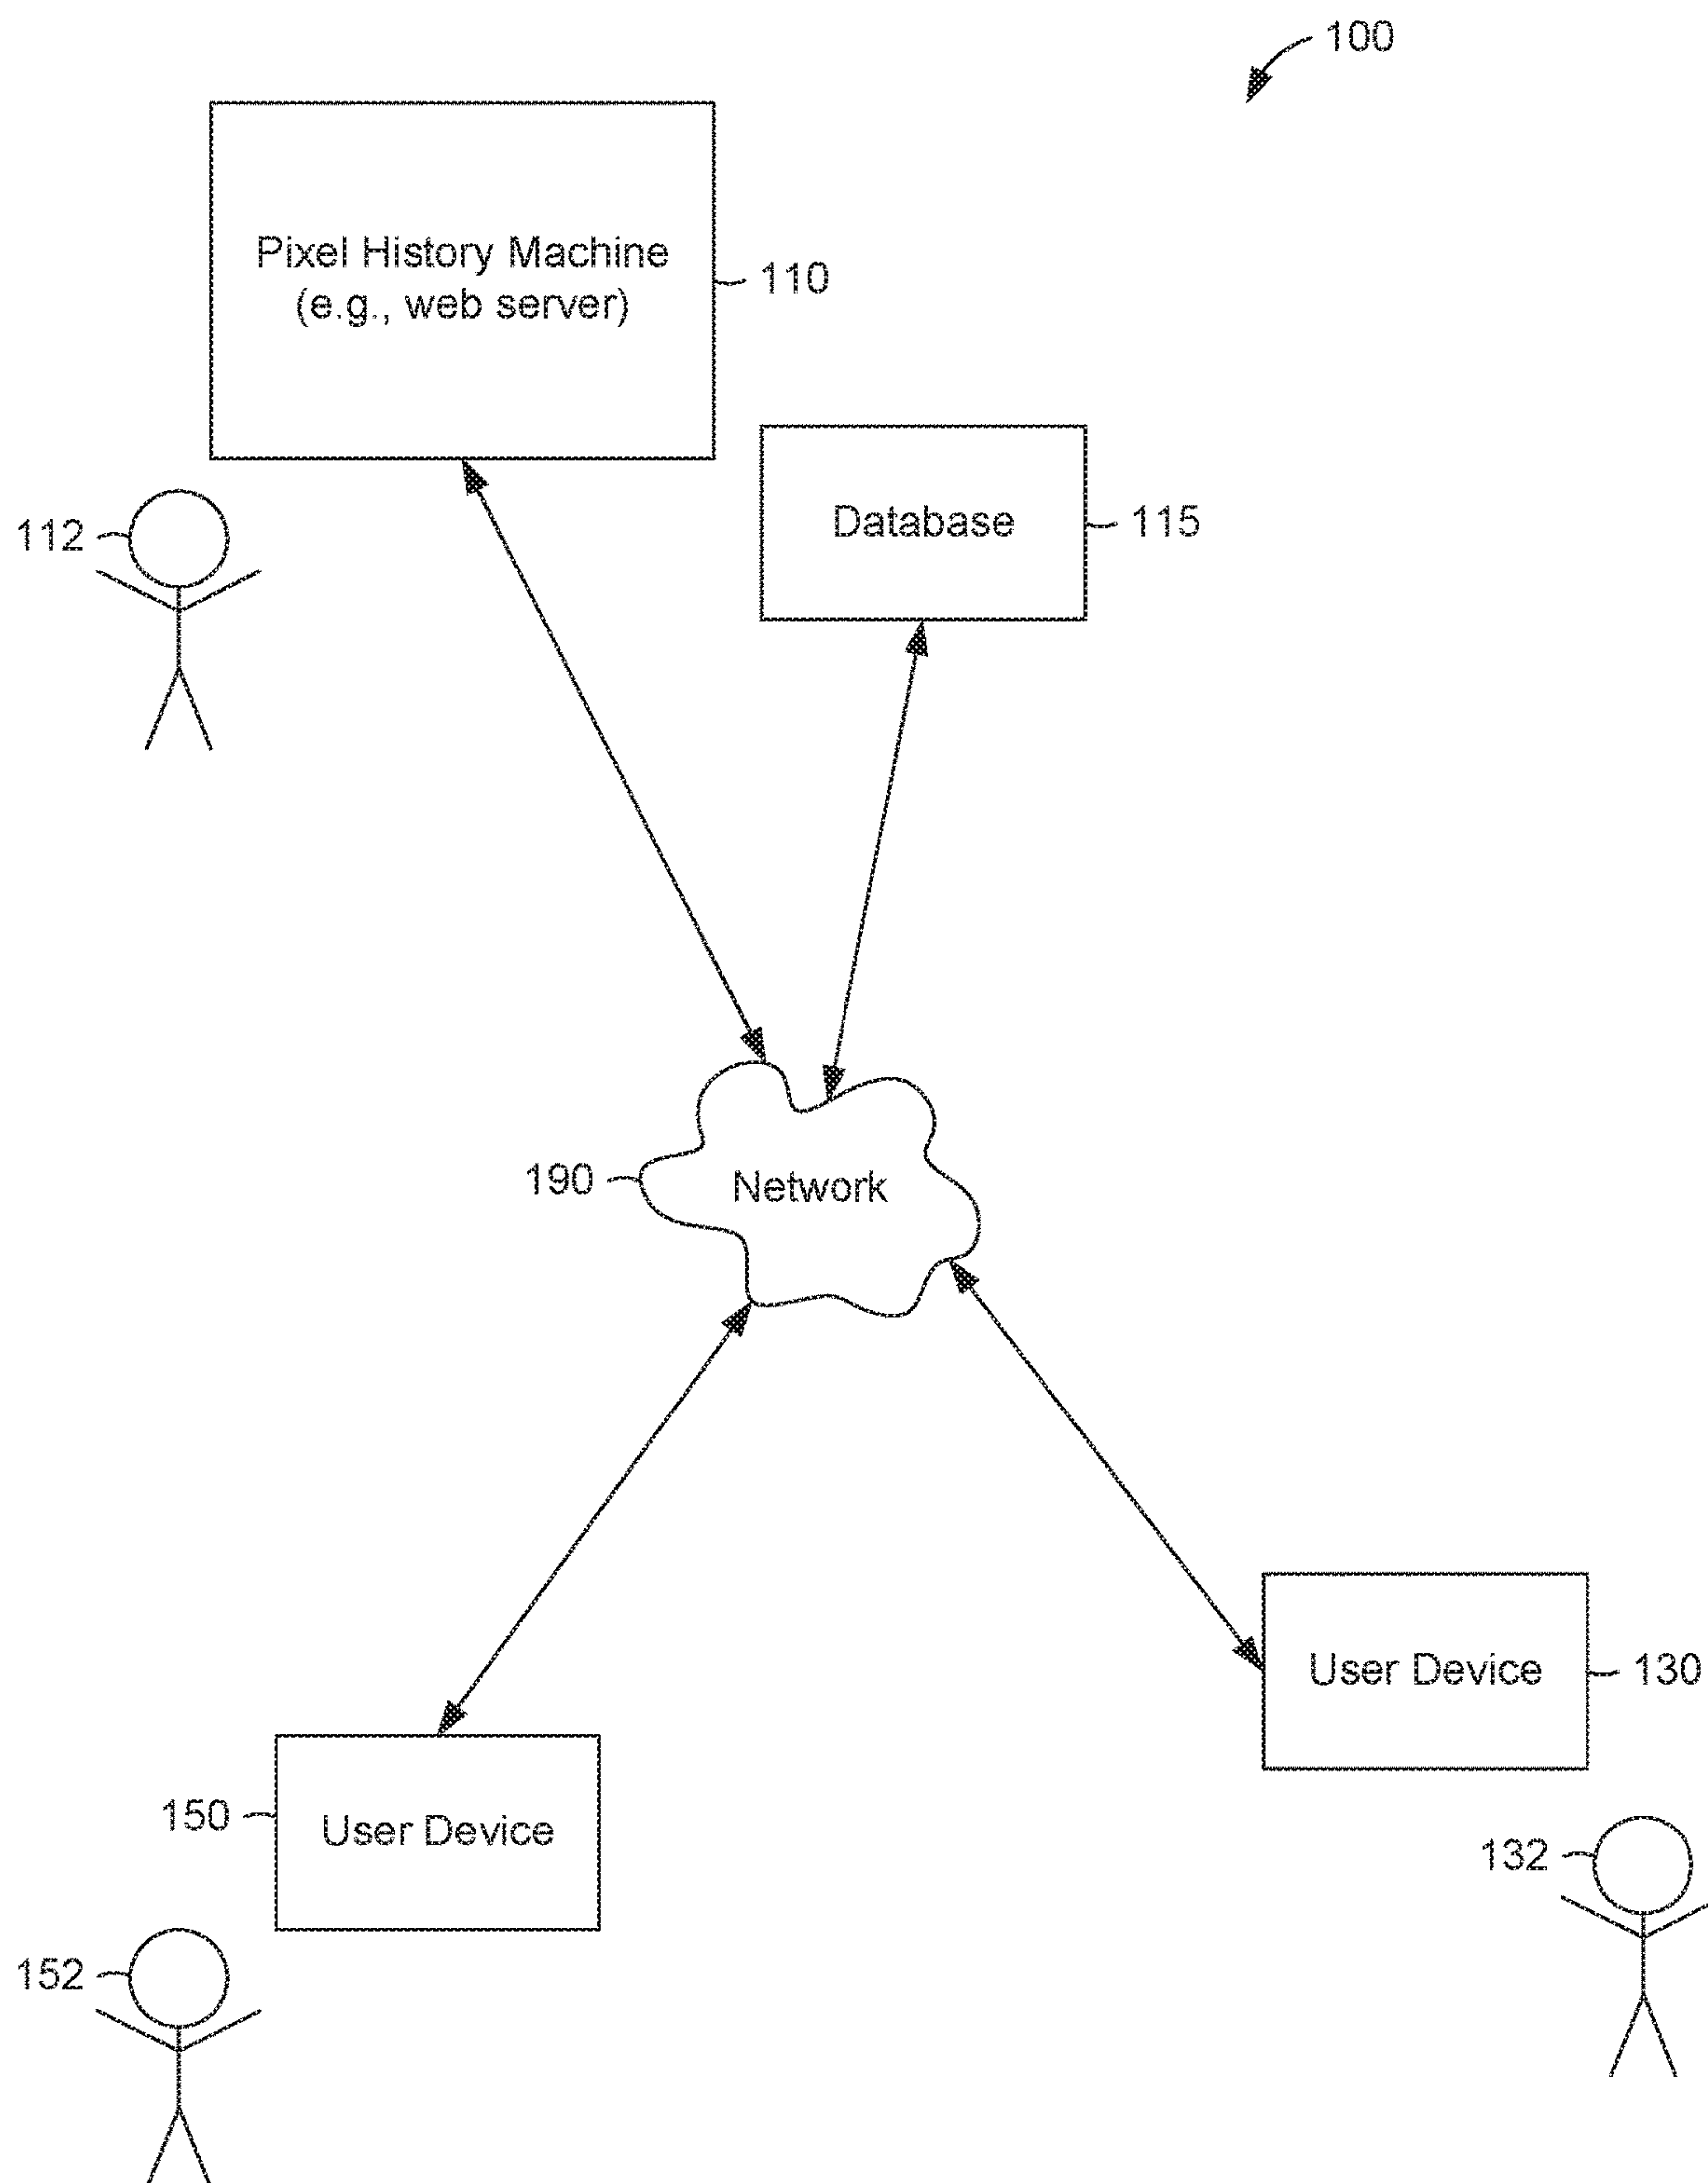 100
Pixel History Machine
(e.g., web server)
110
Database
115
112
190
Network
User Device
130
150
User Device
132
152